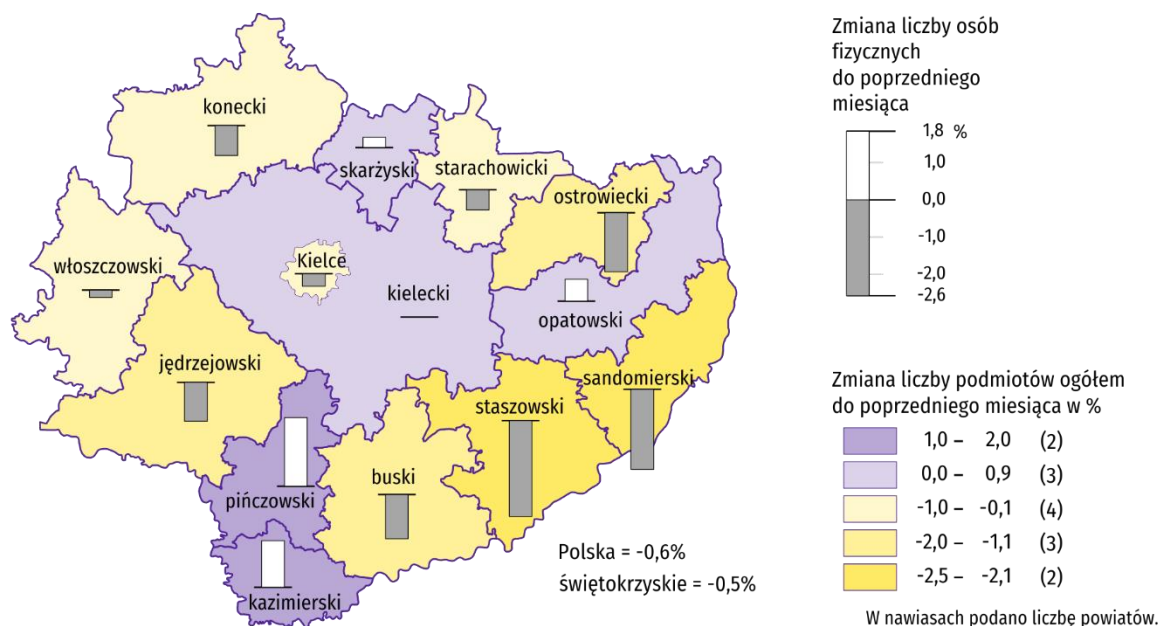 konecki
skarżyski
starachowicki
ostrowiecki
włoszczowski
Kielce
kielecki
opatowski
jędrzejowski
sandomierski
staszowski
buski
pińczowski
kazimierski
Polska = -0,6%
świętokrzyskie = -0,5%
Zmiana liczby osób
fizycznych
do poprzedniego
miesiąca
1,8 %
1,0
0,0
-1,0
-2,0
-2,6
Zmiana liczby podmiotów ogółem
do poprzedniego miesiąca w %
1,0 – 2,0 (2)
0,0 – 0,9 (3)
-1,0 – -0,1 (4)
-2,0 – -1,1 (3)
-2,5 – -2,1 (2)
W nawiasach podano liczbę powiatów.